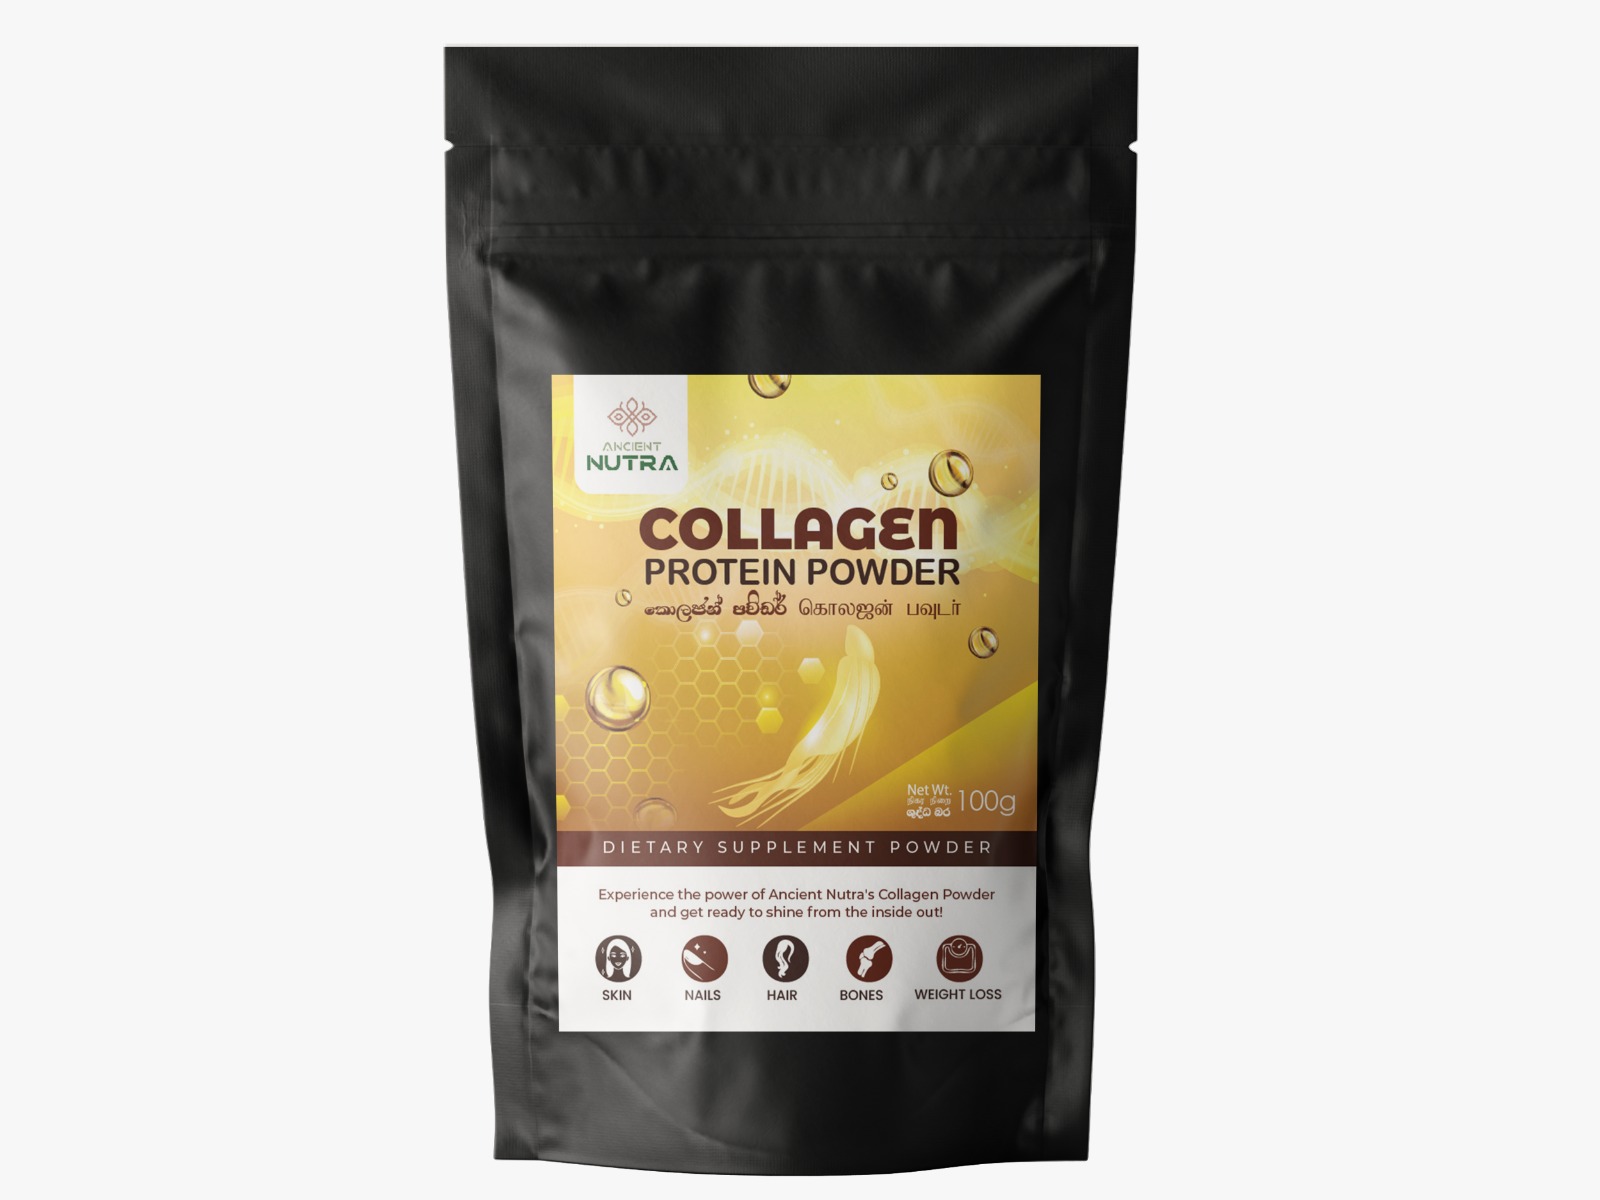 ANCIENT
NUTRA
COLLAGEN
PROTEIN POWDER
කොලජන් පව්ඩර් கொலஜன் பவுடர்
Net Wt.
நிகர நிறை
ශුද්ධ බර
100g
DIETARY SUPPLEMENT POWDER
Experience the power of Ancient Nutra's Collagen Powder
and get ready to shine from the inside out!
SKIN NAILS HAIR BONES WEIGHT LOSS